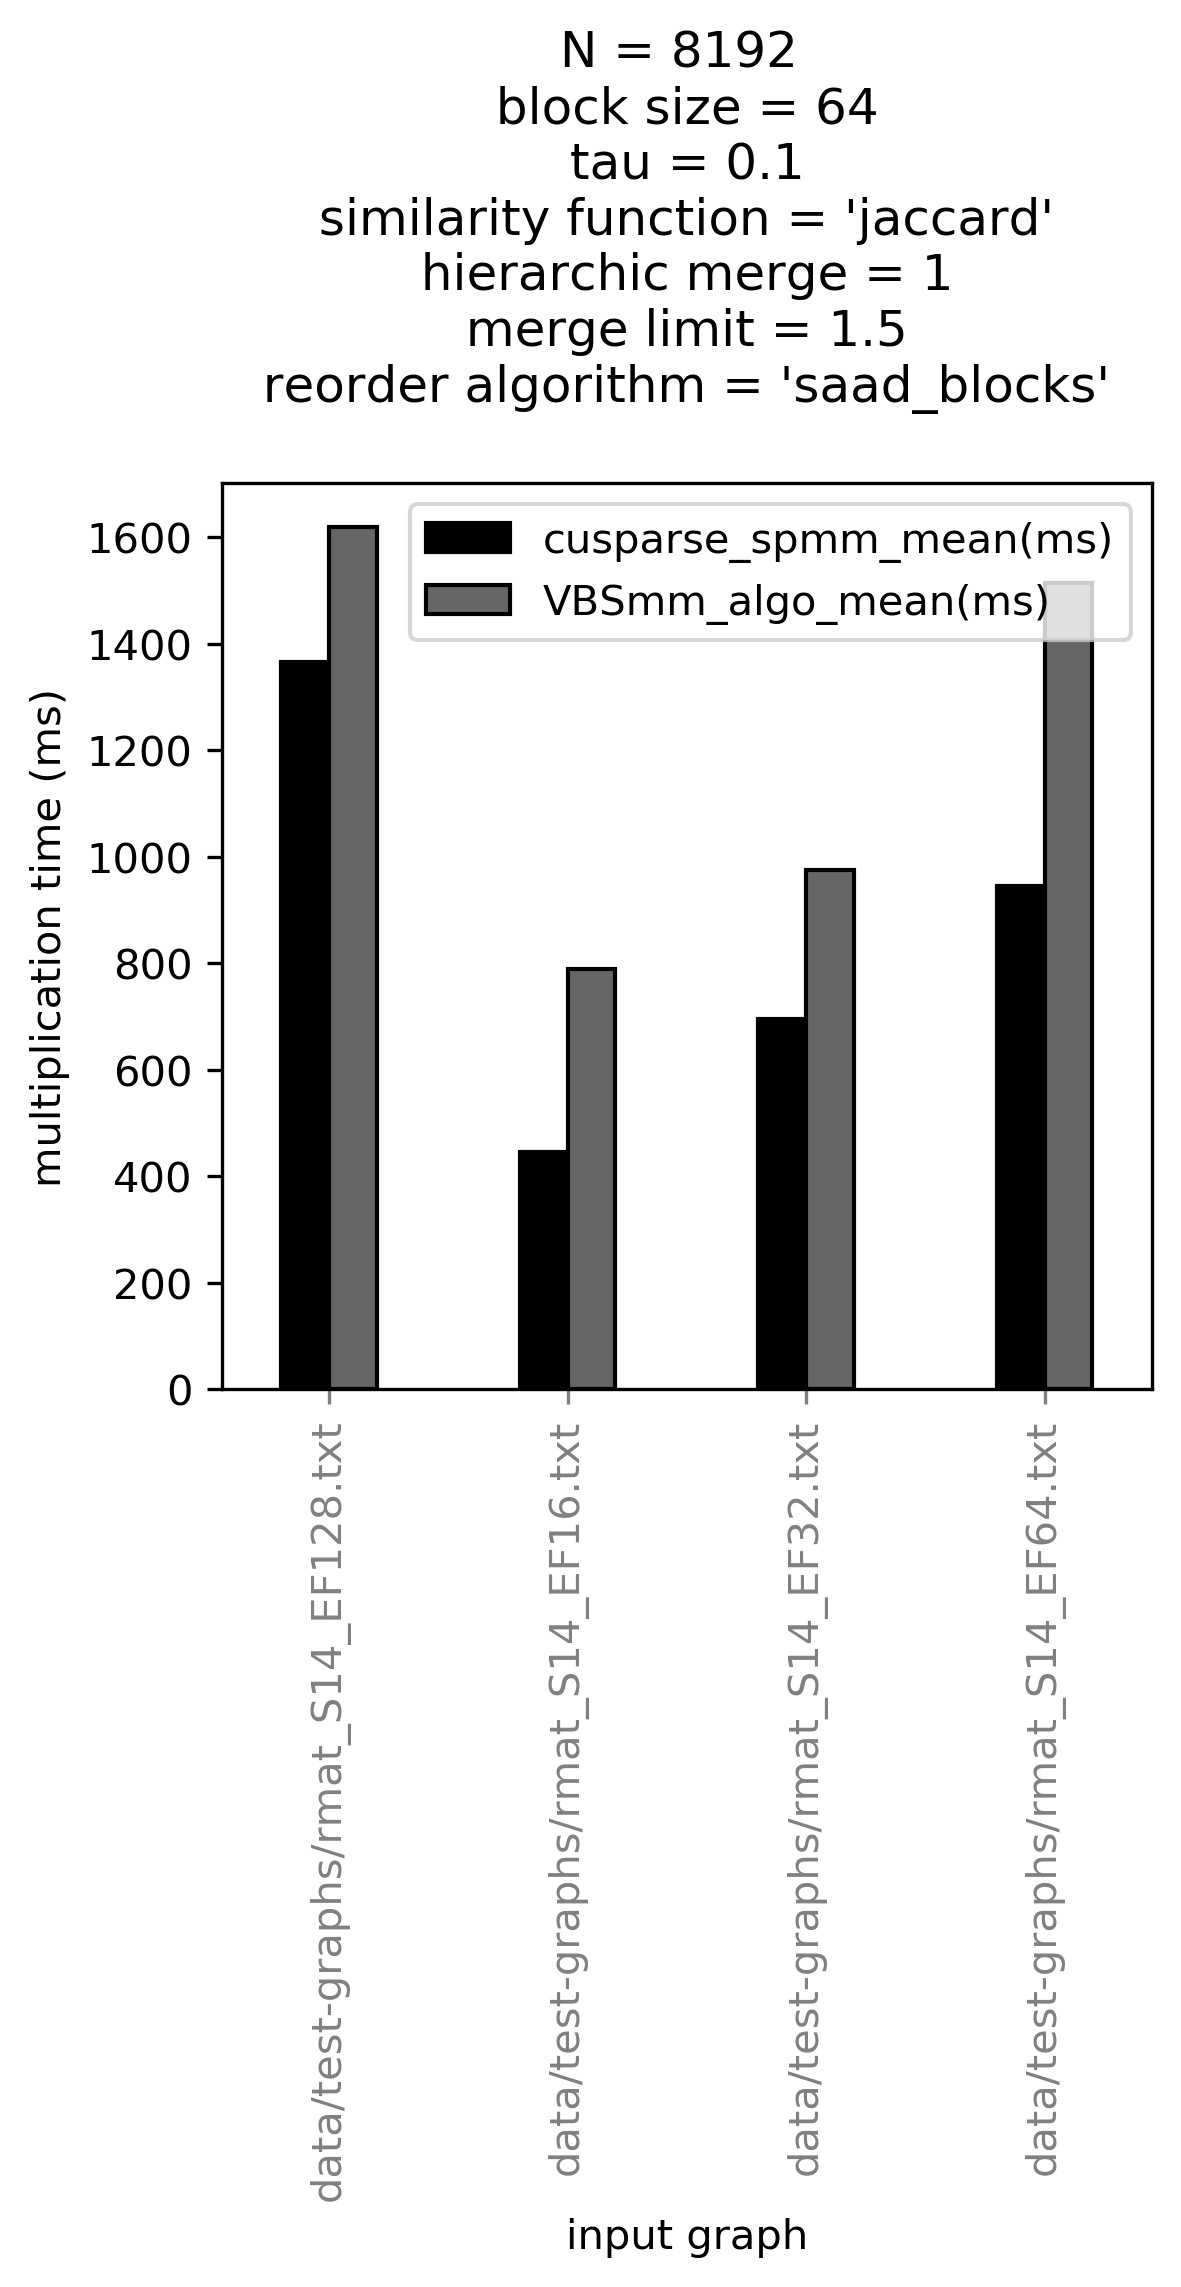 N = 8192
block size = 64
tau = 0.1
similarity function = 'jaccard'
hierarchic merge = 1
merge limit = 1.5
reorder algorithm = 'saad_blocks'
cusparse_spmm_mean(ms)
VBSmm_algo_mean(ms)
multiplication time (ms)
1600
1400
1200
1000
800
600
400
200
0
data/test-graphs/rmat_S14_EF128.txt
data/test-graphs/rmat_S14_EF16.txt
data/test-graphs/rmat_S14_EF32.txt
data/test-graphs/rmat_S14_EF64.txt
input graph